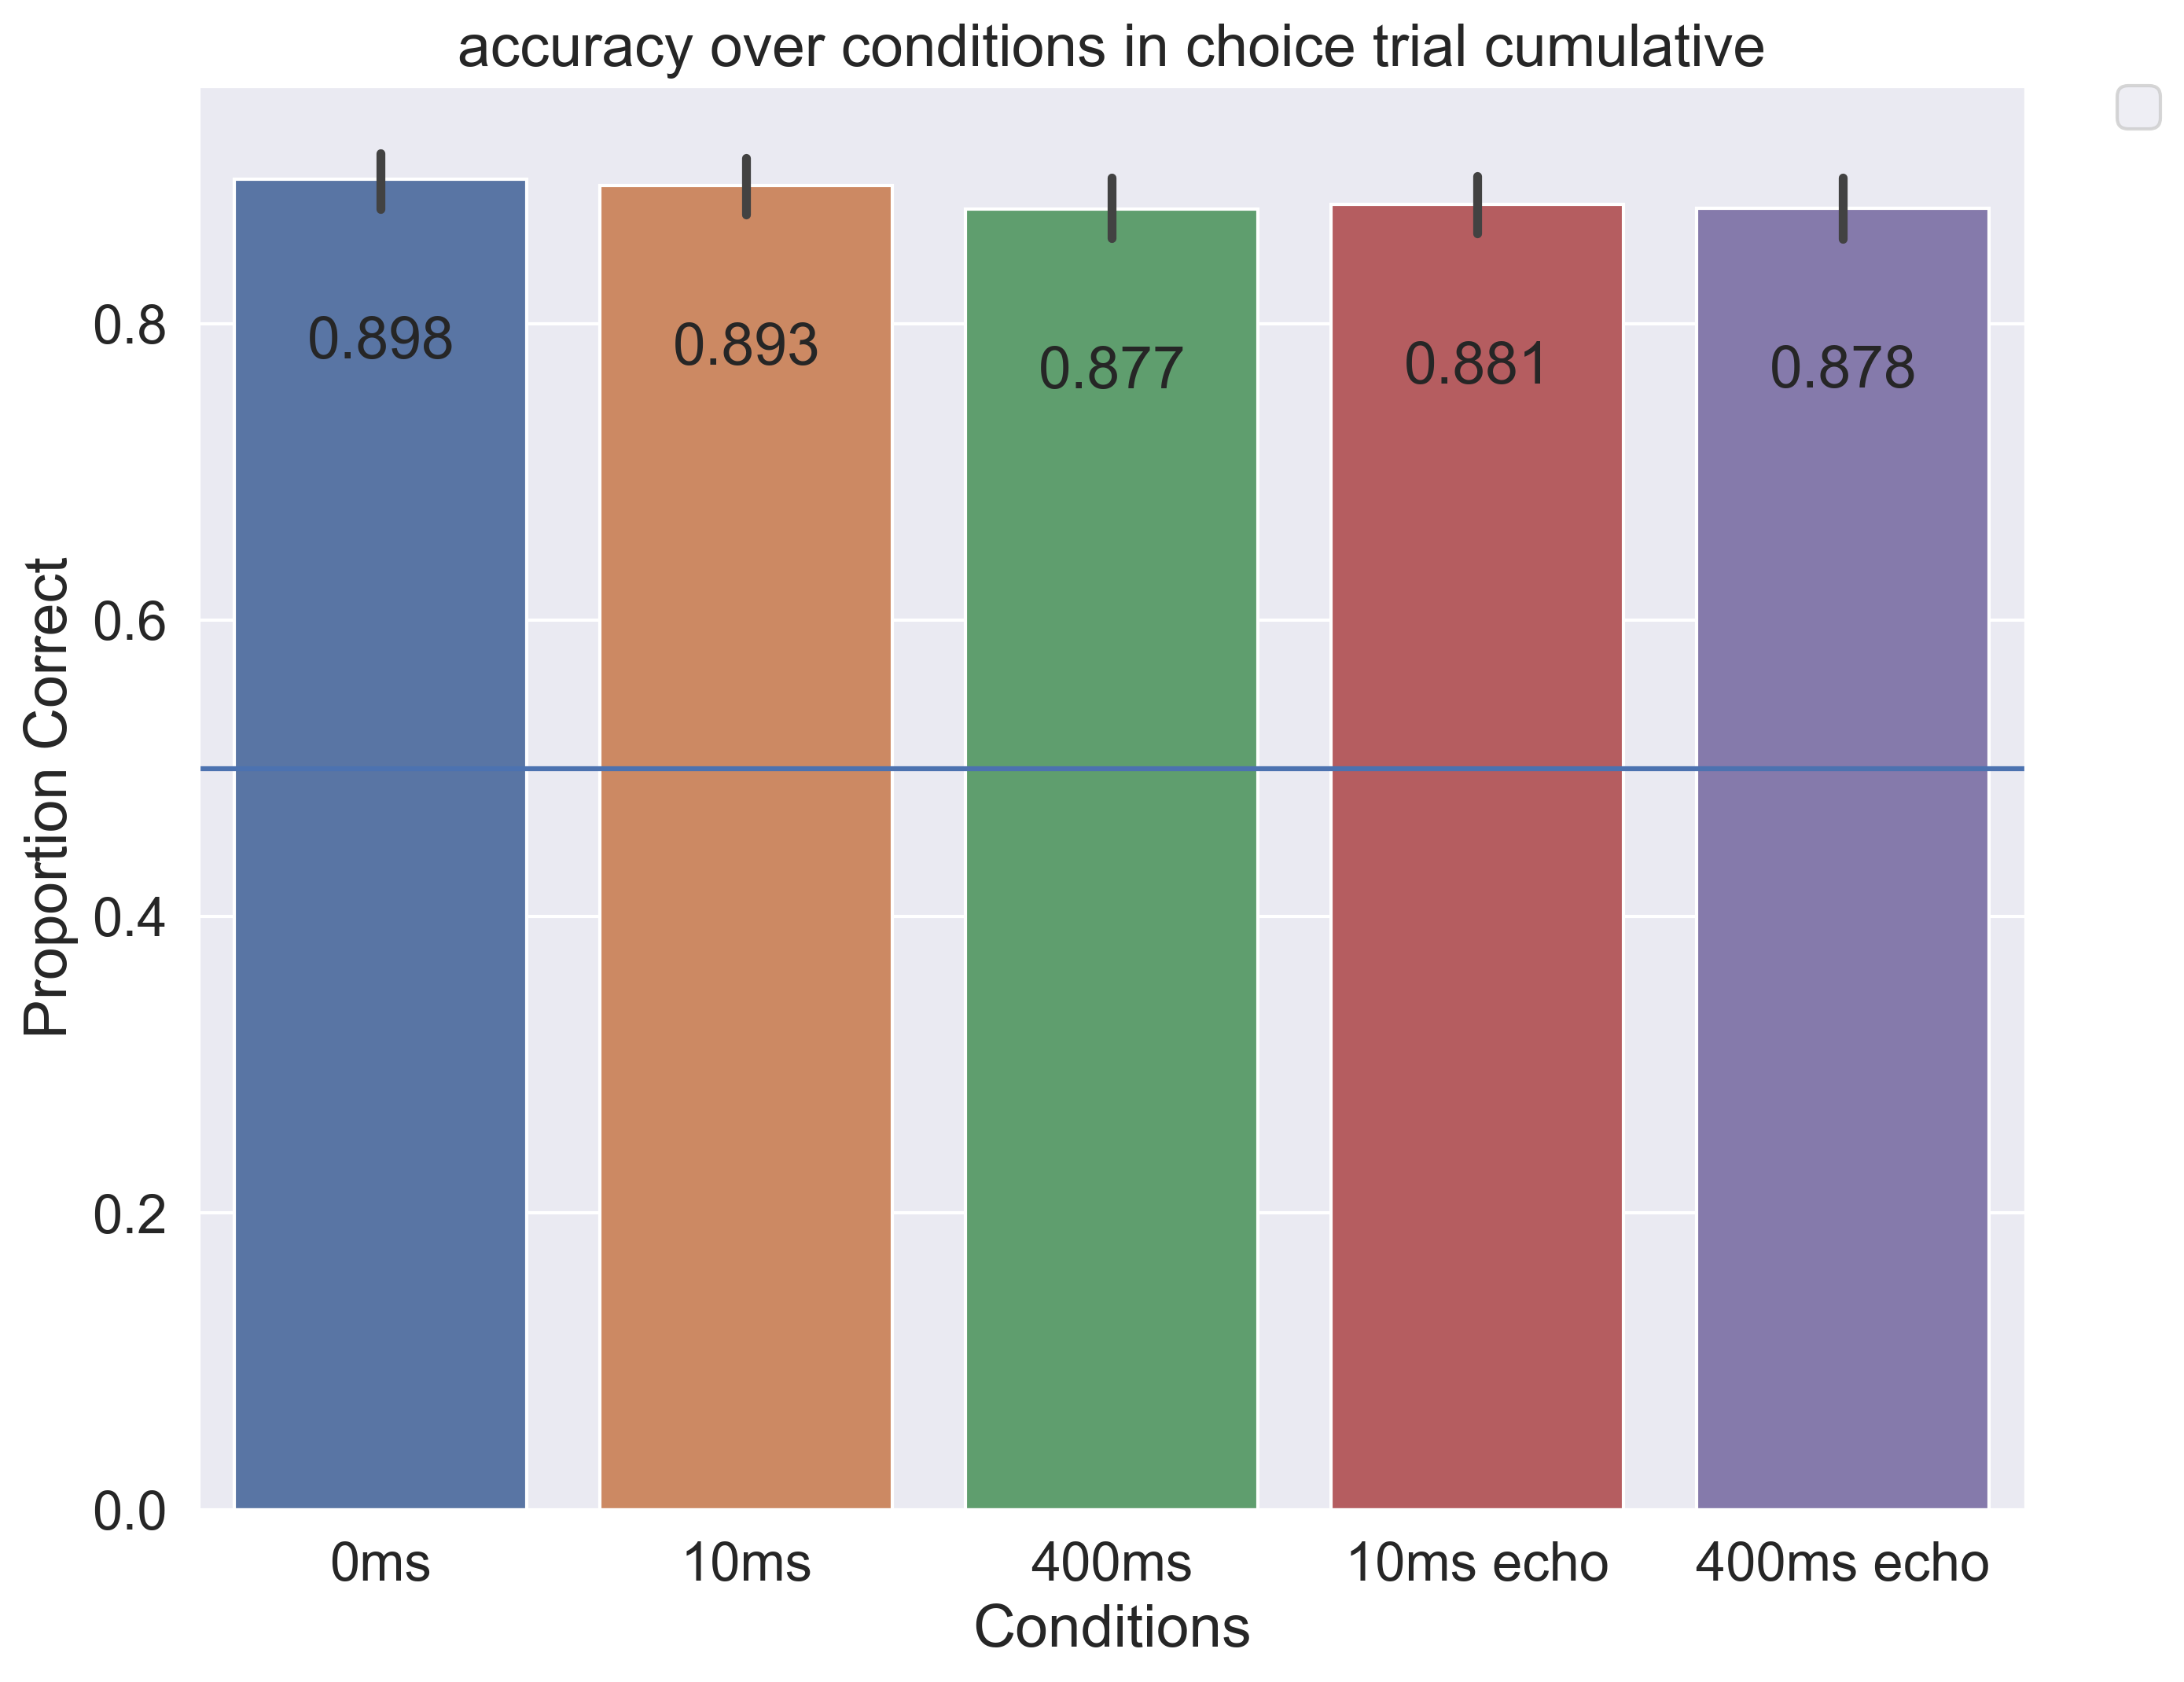 accuracy over conditions in choice trial cumulative
Proportion Correct
0.8
0.6
0.4
0.2
0.0
0.898
0.893
0.877
0.881
0.878
0ms
10ms
400ms
10ms echo
400ms echo
Conditions